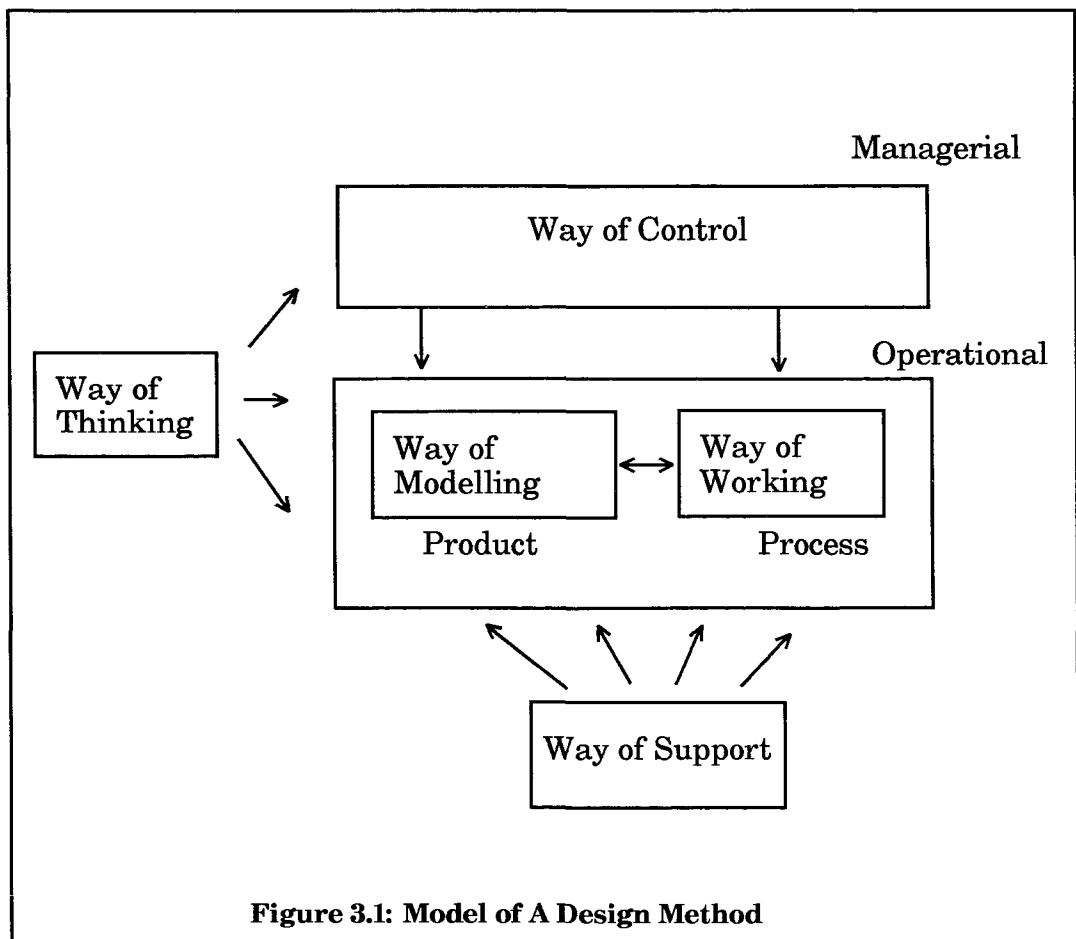 Managerial
Way of Control
Operational
Way of
Thinking
Way of
Modelling
Way of
Working
Product
Process
Way of Support
Figure 3.1: Model of A Design Method